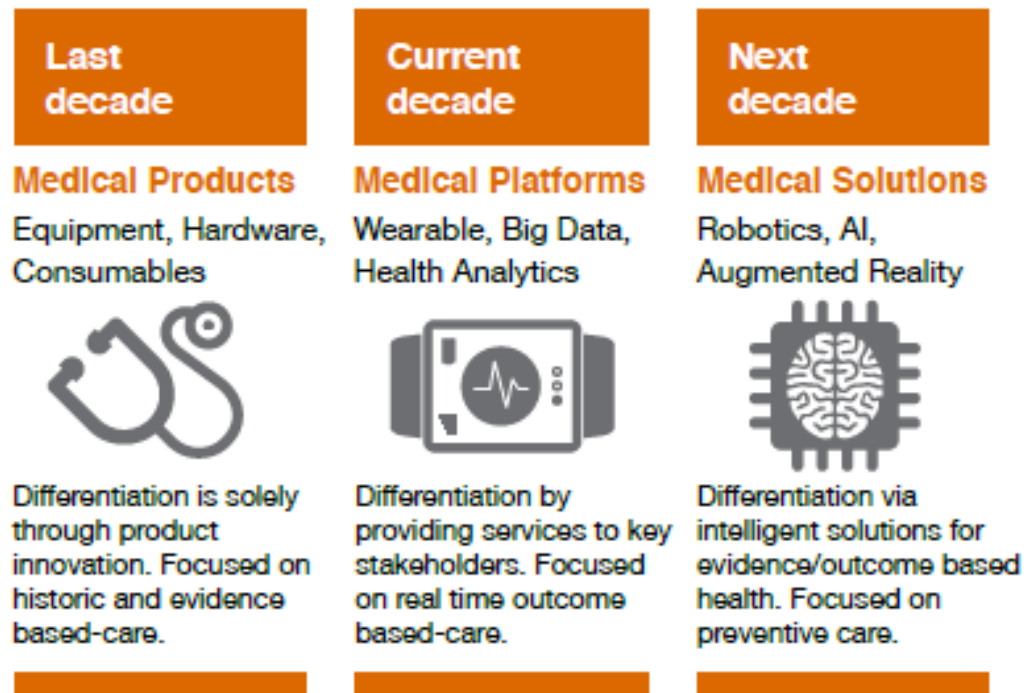 Last
decade
Medical Products
Equipment, Hardware,
Consumables
Differentiation is solely
through product
innovation. Focused on
historic and evidence
based-care.
Current
decade
Medical Platforms
Wearable, Big Data,
Health Analytics
Differentiation by
providing services to key
stakeholders. Focused
on real time outcome
based-care.
Next
decade
Medical Solutions
Robotics, AI,
Augmented Reality
Differentiation via
intelligent solutions for
evidence/outcome based
health. Focused on
preventive care.